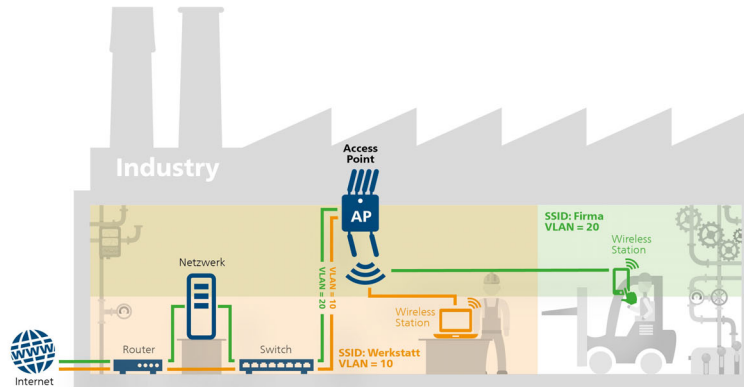 Industry
Access
Point
AP
SSID: Firma
VLAN = 20
Wireless
Station
Netzwerk
VLAN = 20
VLAN = 10
Wireless
Station
WWW
Router
Switch
SSID: Werkstatt
VLAN = 10
Internet